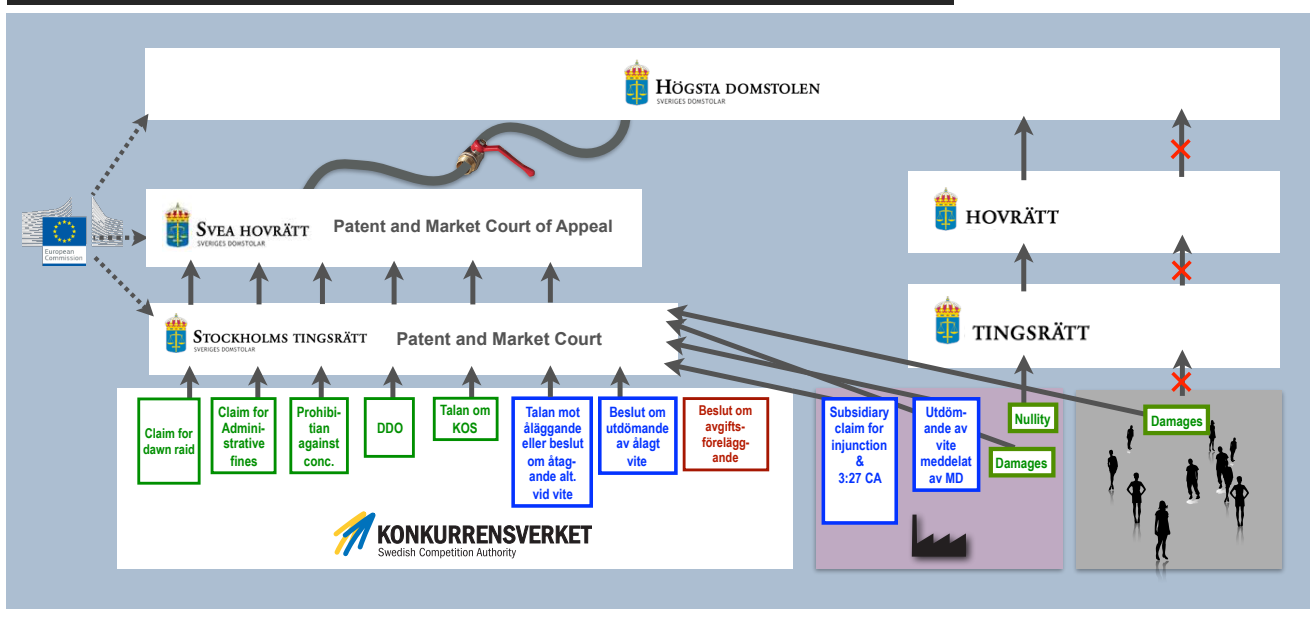 HÖGSTA DOMSTOLEN
SVERIGES DOMSTOLAR
European
Commission
SVEA HOVRÄTT
SVERIGES DOMSTOLAR
Patent and Market Court of Appeal
HOVRÄTT
STOCKHOLMS TINGSRÄTT
SVERIGES DOMSTOLAR
Patent and Market Court
TINGSRÄTT
Claim for
dawn raid
Claim for
Admini-
strative
fines
Prohibi-
tian
against
conc.
DDO
Talan om
KOS
Talan mot
åläggande
eller beslut
om åtag-
ande alt.
vid vite
Beslut om
utdömande
av ålagt
vite
Beslut om
avgifts-
föreläg-
ande
Subsidiary
claim for
injunction
&
3:27 CA
Utdöm-
ande av
vite
meddelat
av MD
Nullity
Damages
Damages
KONKURRENSVERKET
Swedish Competition Authority